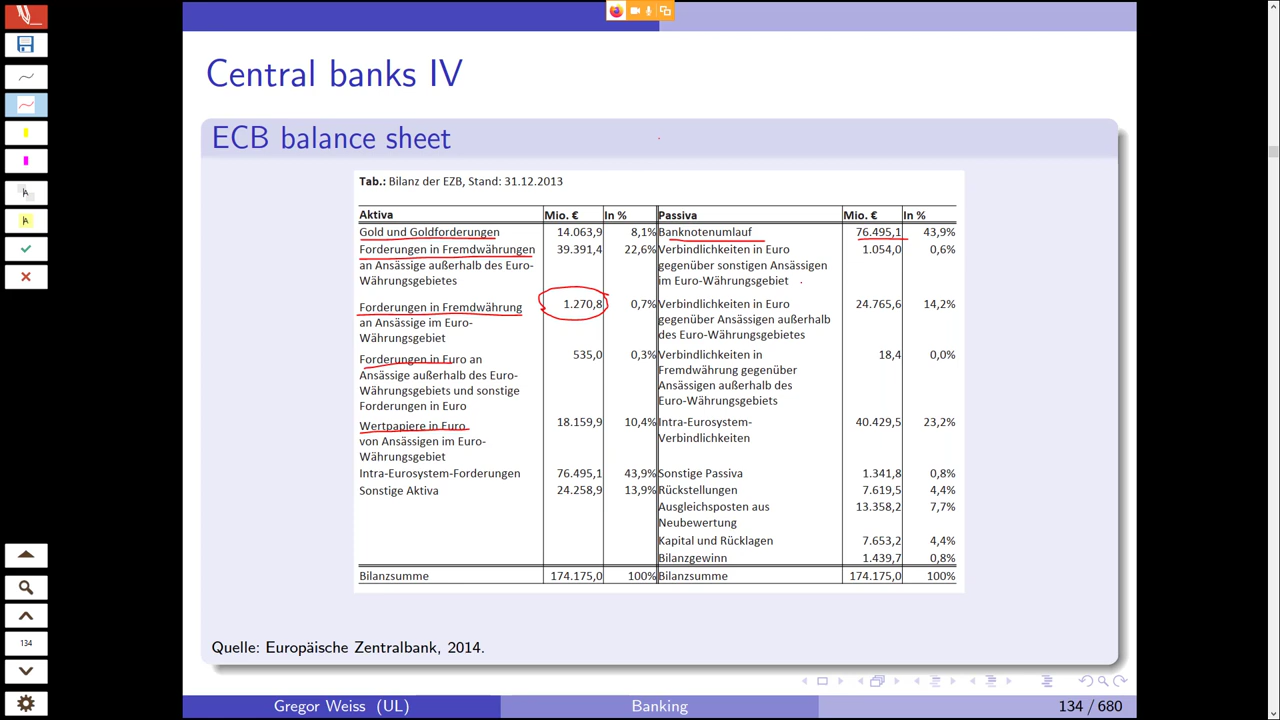 Central banks IV
ECB balance sheet
Tab.: Bilanz der EZB, Stand: 31.12.2013
Aktiva Mio. € In % Passiva Mio. € In %
Gold und Goldforderungen 14.063,9 8,1% Banknotenumlauf 76.495,1 43,9%
Forderungen in Fremdwährungen 39.391,4 22,6% Verbindlichkeiten in Euro 1.054,0 0,6%
an Ansässige außerhalb des Euro- gegenüber sonstigen Ansässigen
Währungsgebietes im Euro-Währungsgebiet
Forderungen in Fremdwährung 1.270,8 0,7% Verbindlichkeiten in Euro 24.765,6 14,2%
an Ansässige im Euro- gegenüber Ansässigen außerhalb
Währungsgebiet des Euro-Währungsgebietes
Forderungen in Euro an 535,0 0,3% Verbindlichkeiten in 18,4 0,0%
Ansässige außerhalb des Euro- Fremdwährung gegenüber
Währungsgebiets und sonstige Ansässigen außerhalb des
Forderungen in Euro Euro-Währungsgebiets
Wertpapiere in Euro 18.159,9 10,4% Intra-Eurosystem- 40.429,5 23,2%
von Ansässigen im Euro- Verbindlichkeiten
Währungsgebiet
Intra-Eurosystem-Forderungen 76.495,1 43,9% Sonstige Passiva 1.341,8 0,8%
Sonstige Aktiva 24.258,9 13,9% Rückstellungen 7.619,5 4,4%
Ausgleichsposten aus 13.358,2 7,7%
Neubewertung
Kapital und Rücklagen 7.653,2 4,4%
Bilanzgewinn 1.439,7 0,8%
Bilanzsumme 174.175,0 100% Bilanzsumme 174.175,0 100%
Quelle: Europäische Zentralbank, 2014.
134
Gregor Weiss (UL) Banking 134 / 680